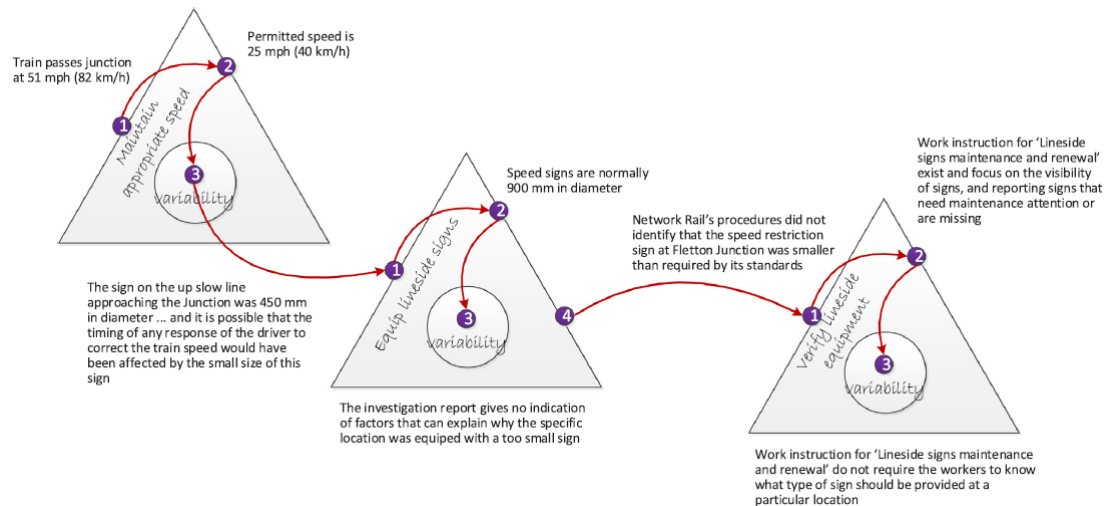 Train passes junction
at 51 mph (82 km/h)
Permitted speed is
25 mph (40 km/h)
1
2
3
Maintain
appropriate speed
variability
The sign on the up slow line
approaching the Junction was 450 mm
in diameter ... and it is possible that the
timing of any response of the driver to
correct the train speed would have
been affected by the small size of this
sign
Speed signs are normally
900 mm in diameter
1
2
3
4
Equip lineside signs
variability
The investigation report gives no indication
of factors that can explain why the specific
location was equiped with a too small sign
Network Rail's procedures did not
identify that the speed restriction
sign at Fletton Junction was smaller
than required by its standards
Work instruction for 'Lineside
signs maintenance and renewal'
exist and focus on the visibility
of signs, and reporting signs that
need maintenance attention or
are missing
1
2
3
verify lineside
equipment
variability
Work instruction for 'Lineside signs maintenance
and renewal' do not require the workers to know
what type of sign should be provided at a
particular location